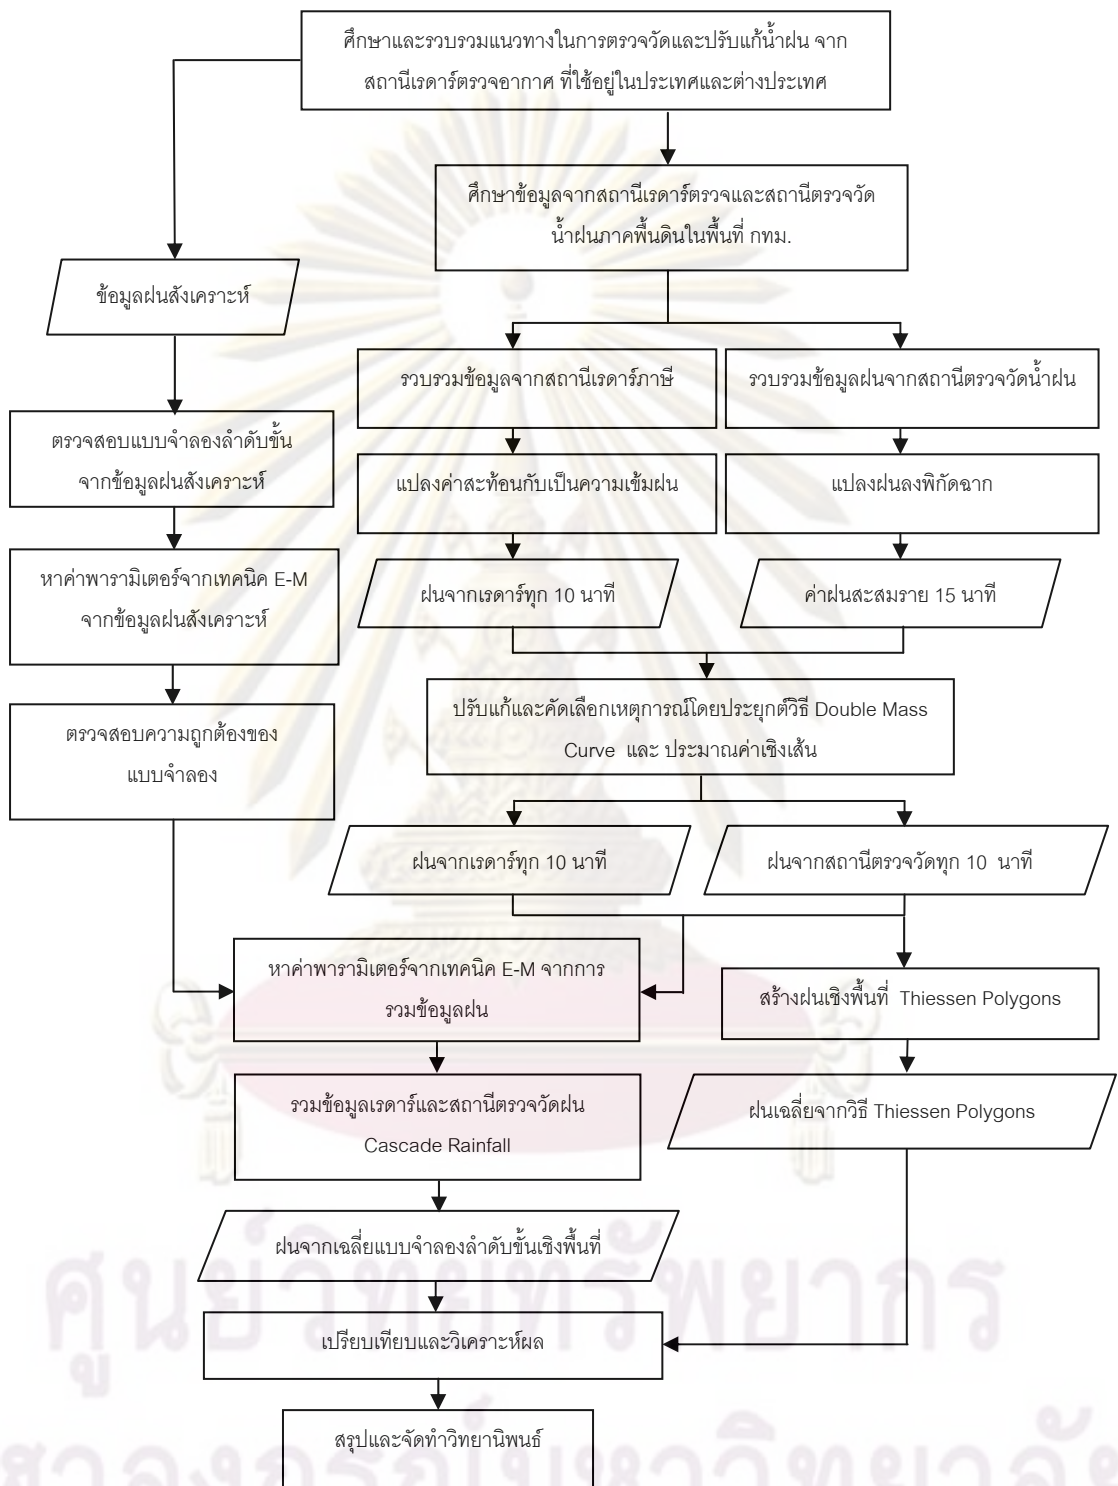 ศึกษาและรวบรวมแนวทางในการตรวจวัดและปรับแก้น้ำฝน จาก
สถานีเรดาร์ตรวจอากาศ ที่ใช้อยู่ในประเทศและต่างประเทศ
ศึกษาข้อมูลจากสถานีเรดาร์ตรวจและสถานีตรวจวัด
น้ำฝนภาคพื้นดินในพื้นที่ กทม.
ข้อมูลฝนสังเคราะห์
รวบรวมข้อมูลจากสถานีเรดาร์ภาษี
รวบรวมข้อมูลฝนจากสถานีตรวจวัดน้ำฝน
ตรวจสอบแบบจำลองลำดับขั้น
จากข้อมูลฝนสังเคราะห์
แปลงค่าสะท้อนกับเป็นความเข้มฝน
แปลงฝนลงพิกัดฉาก
หาค่าพารามิเตอร์จากเทคนิค E-M
จากข้อมูลฝนสังเคราะห์
ฝนจากเรดาร์ทุก 10 นาที
ค่าฝนสะสมราย 15 นาที
ปรับแก้และคัดเลือกเหตุการณ์โดยประยุกต์วิธี Double Mass
Curve และ ประมาณค่าเชิงเส้น
ตรวจสอบความถูกต้องของ
แบบจำลอง
ฝนจากเรดาร์ทุก 10 นาที
ฝนจากสถานีตรวจวัดทุก 10 นาที
หาค่าพารามิเตอร์จากเทคนิค E-M จากการ
รวมข้อมูลฝน
สร้างฝนเชิงพื้นที่ Thiessen Polygons
รวมข้อมูลเรดาร์และสถานีตรวจวัดฝน
Cascade Rainfall
ฝนเฉลี่ยจากวิธี Thiessen Polygons
ฝนจากเฉลี่ยแบบจำลองลำดับขั้นเชิงพื้นที่
เปรียบเทียบและวิเคราะห์ผล
สรุปและจัดทำวิทยานิพนธ์
ศูนย์วิทยทรัพยากร
จุฬาลงกรณ์มหาวิทยาลัย